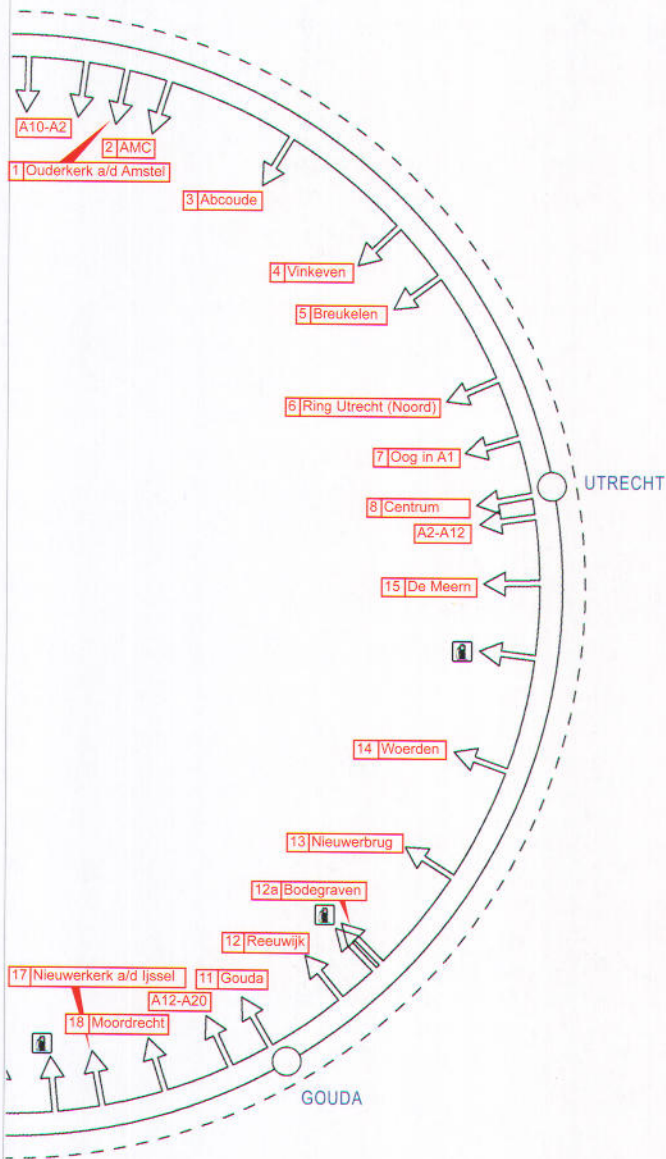 A10-A2
2 AMC
1 Ouderkerk a/d Amstel
3 Abcoude
4 Vinkeven
5 Breukelen
6 Ring Utrecht (Noord)
7 Oog in A1
UTRECHT
8 Centrum
A2-A12
15 De Meern
14 Woerden
13 Nieuwerbrug
12a Bodegraven
12 Reeuwijk
17 Nieuwerkerk a/d Ijssel
11 Gouda
A12-A20
18 Moordrecht
GOUDA